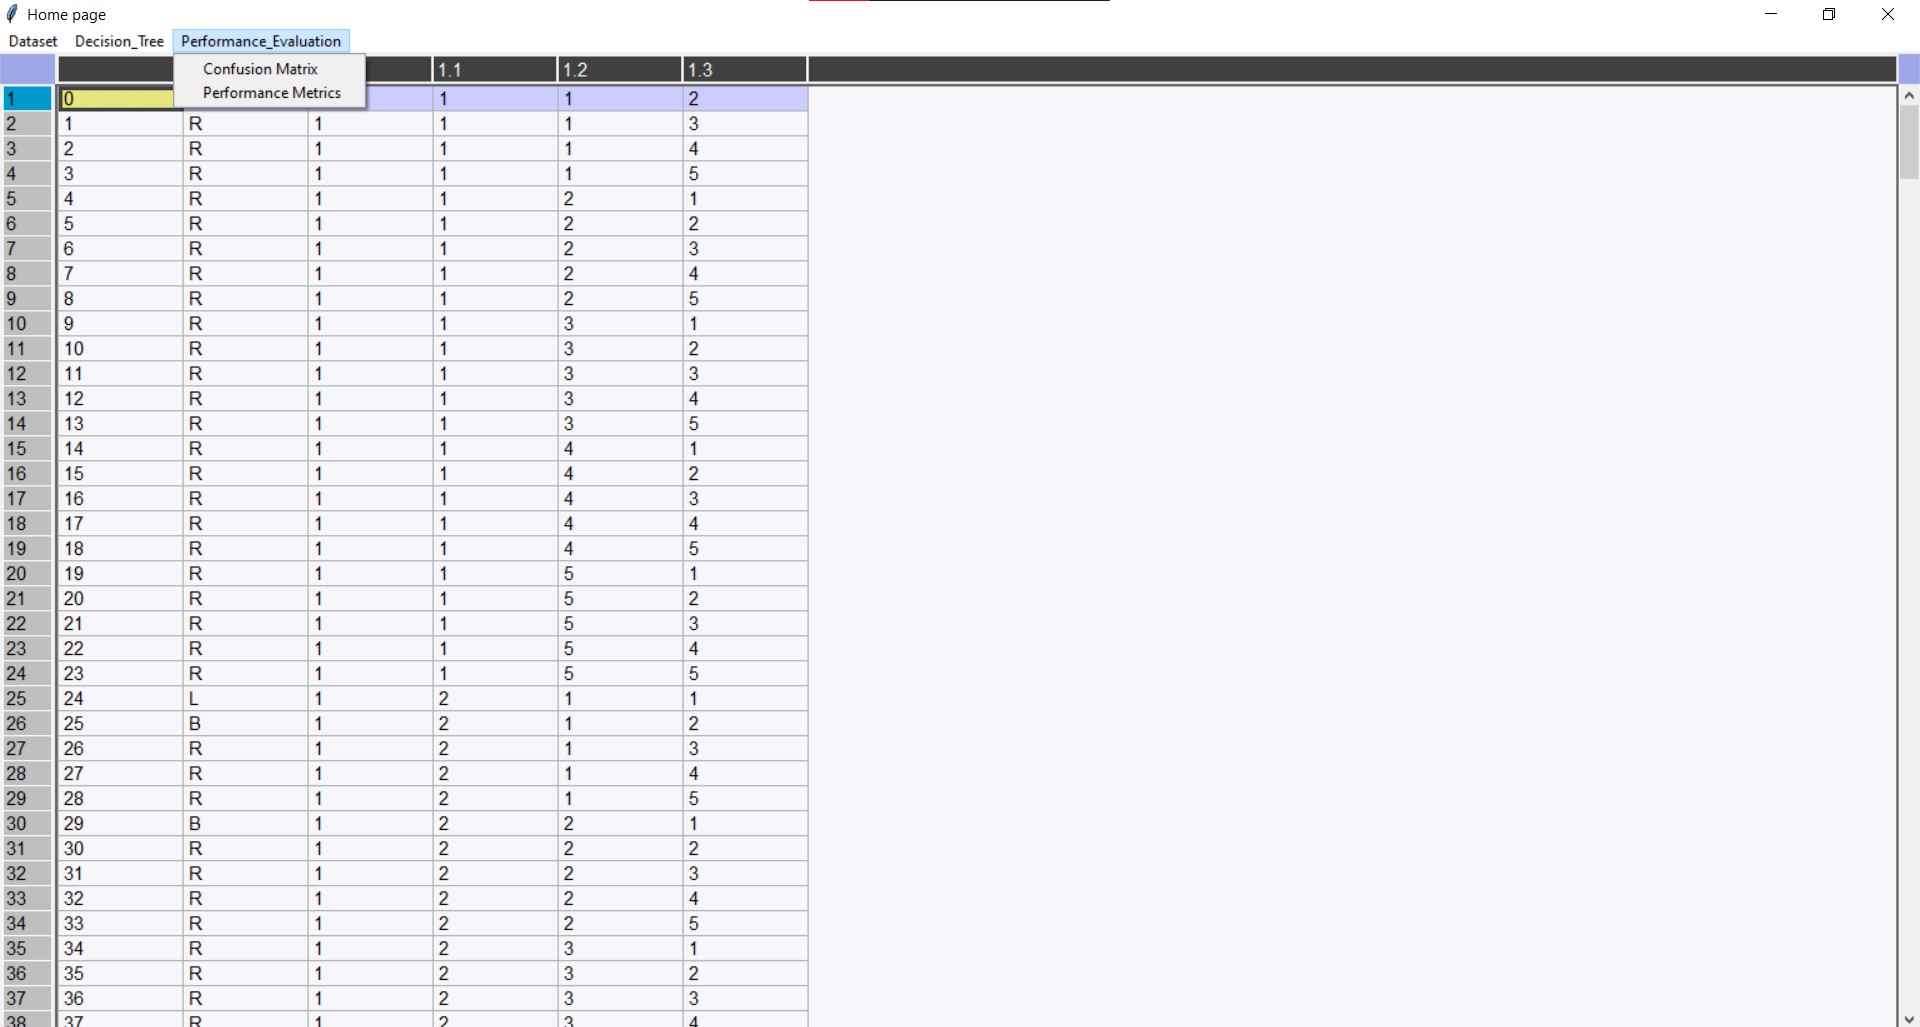 Home page
Dataset Decision_Tree Performance_Evaluation
Confusion Matrix
Performance Metrics
1.1 1.2 1.3
1 0 1 1 2
2 1 R 1 1 1 3
3 2 R 1 1 1 4
4 3 R 1 1 1 5
5 4 R 1 1 2 1
6 5 R 1 1 2 2
7 6 R 1 1 2 3
8 7 R 1 1 2 4
9 8 R 1 1 2 5
10 9 R 1 1 3 1
11 10 R 1 1 3 2
12 11 R 1 1 3 3
13 12 R 1 1 3 4
14 13 R 1 1 3 5
15 14 R 1 1 4 1
16 15 R 1 1 4 2
17 16 R 1 1 4 3
18 17 R 1 1 4 4
19 18 R 1 1 4 5
20 19 R 1 1 5 1
21 20 R 1 1 5 2
22 21 R 1 1 5 3
23 22 R 1 1 5 4
24 23 R 1 1 5 5
25 24 L 1 2 1 1
26 25 B 1 2 1 2
27 26 R 1 2 1 3
28 27 R 1 2 1 4
29 28 R 1 2 1 5
30 29 B 1 2 2 1
31 30 R 1 2 2 2
32 31 R 1 2 2 3
33 32 R 1 2 2 4
34 33 R 1 2 2 5
35 34 R 1 2 3 1
36 35 R 1 2 3 2
37 36 R 1 2 3 3
38 37 R 1 2 3 4